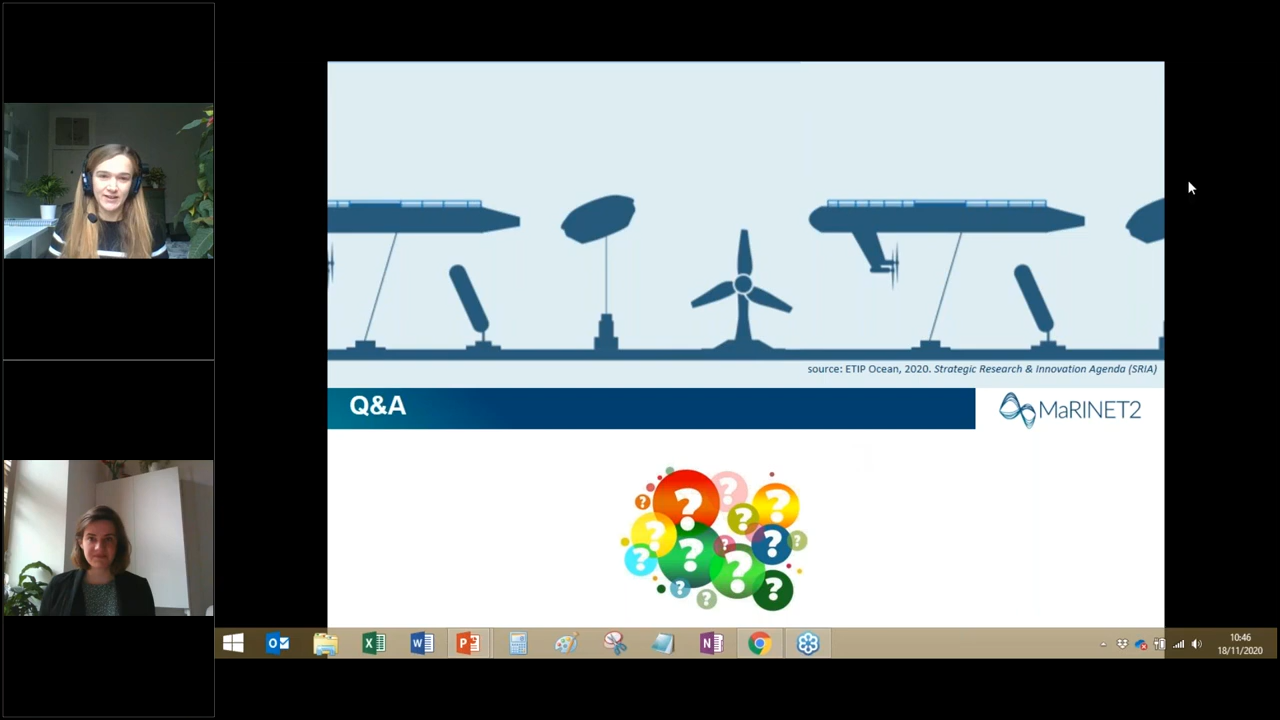 source: ETIP Ocean, 2020. Strategic Research & Innovation Agenda (SRIA)
Q&A
MaRINET2
? ? ? ? ? ? ? ? ? ? ? ? ? ?
10:46
18/11/2020